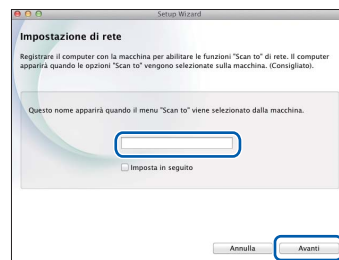 Setup Wizard
Impostazione di rete
Registrare il computer con la macchina per abilitare le funzioni "Scan to" di rete. Il computer
apparirà quando le opzioni "Scan to" vengono selezionate sulla macchina. (Consigliato).
Questo nome apparirà quando il menu "Scan to" viene selezionato dalla macchina.
Imposta in seguito
Annulla
Avanti